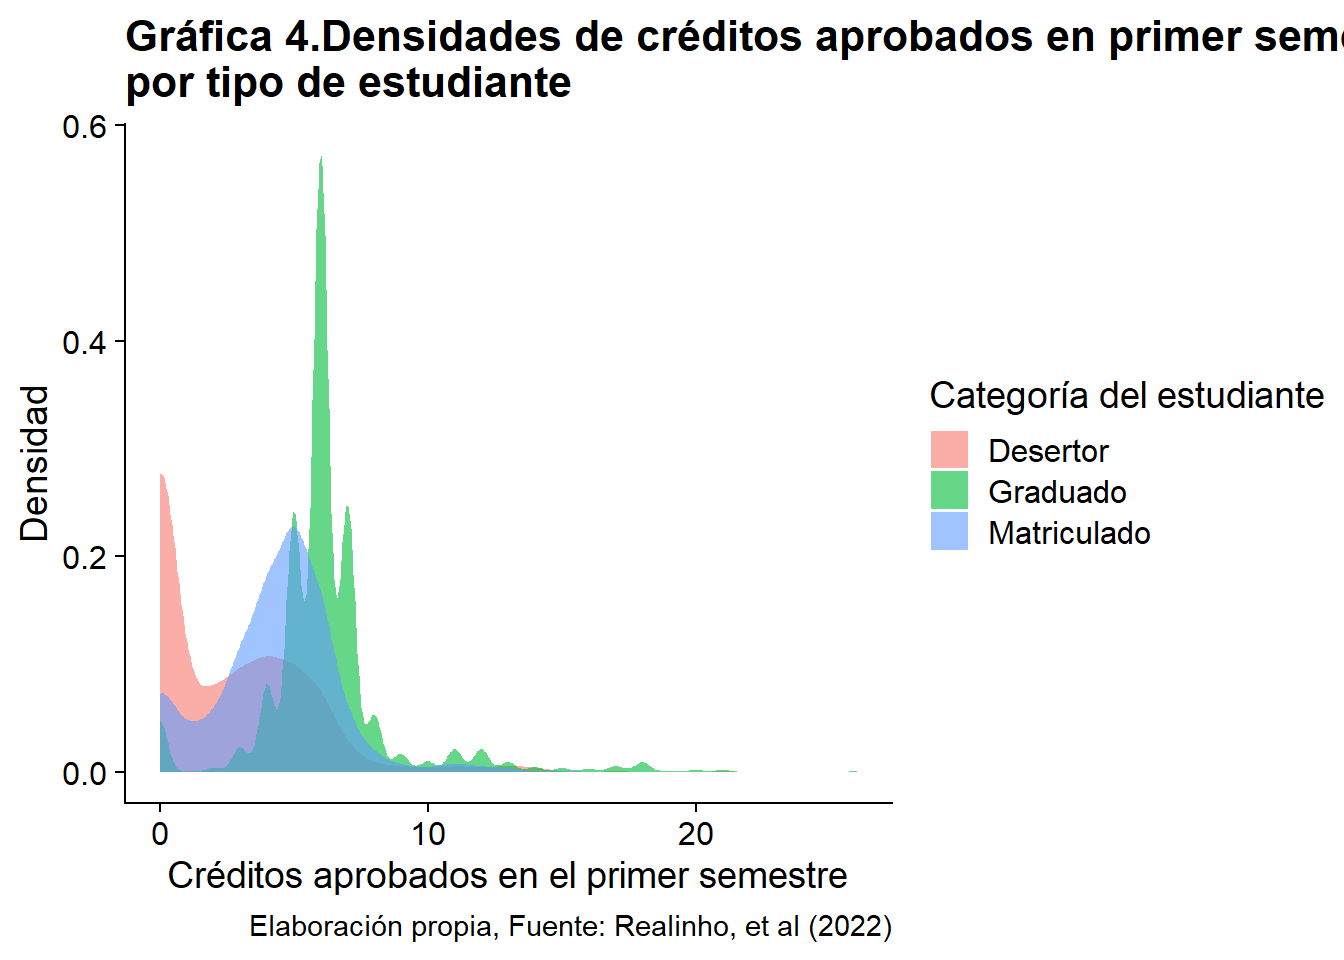 Gráfica 4.Densidades de créditos aprobados en primer
por tipo de estudiante
0.6
0.4
0.2
0.0
Densidad
0
10
20
Créditos aprobados en el primer semestre
Categoría del estudiante
Desertor
Graduado
Matriculado
Elaboración propia, Fuente: Realinho, et al (2022)